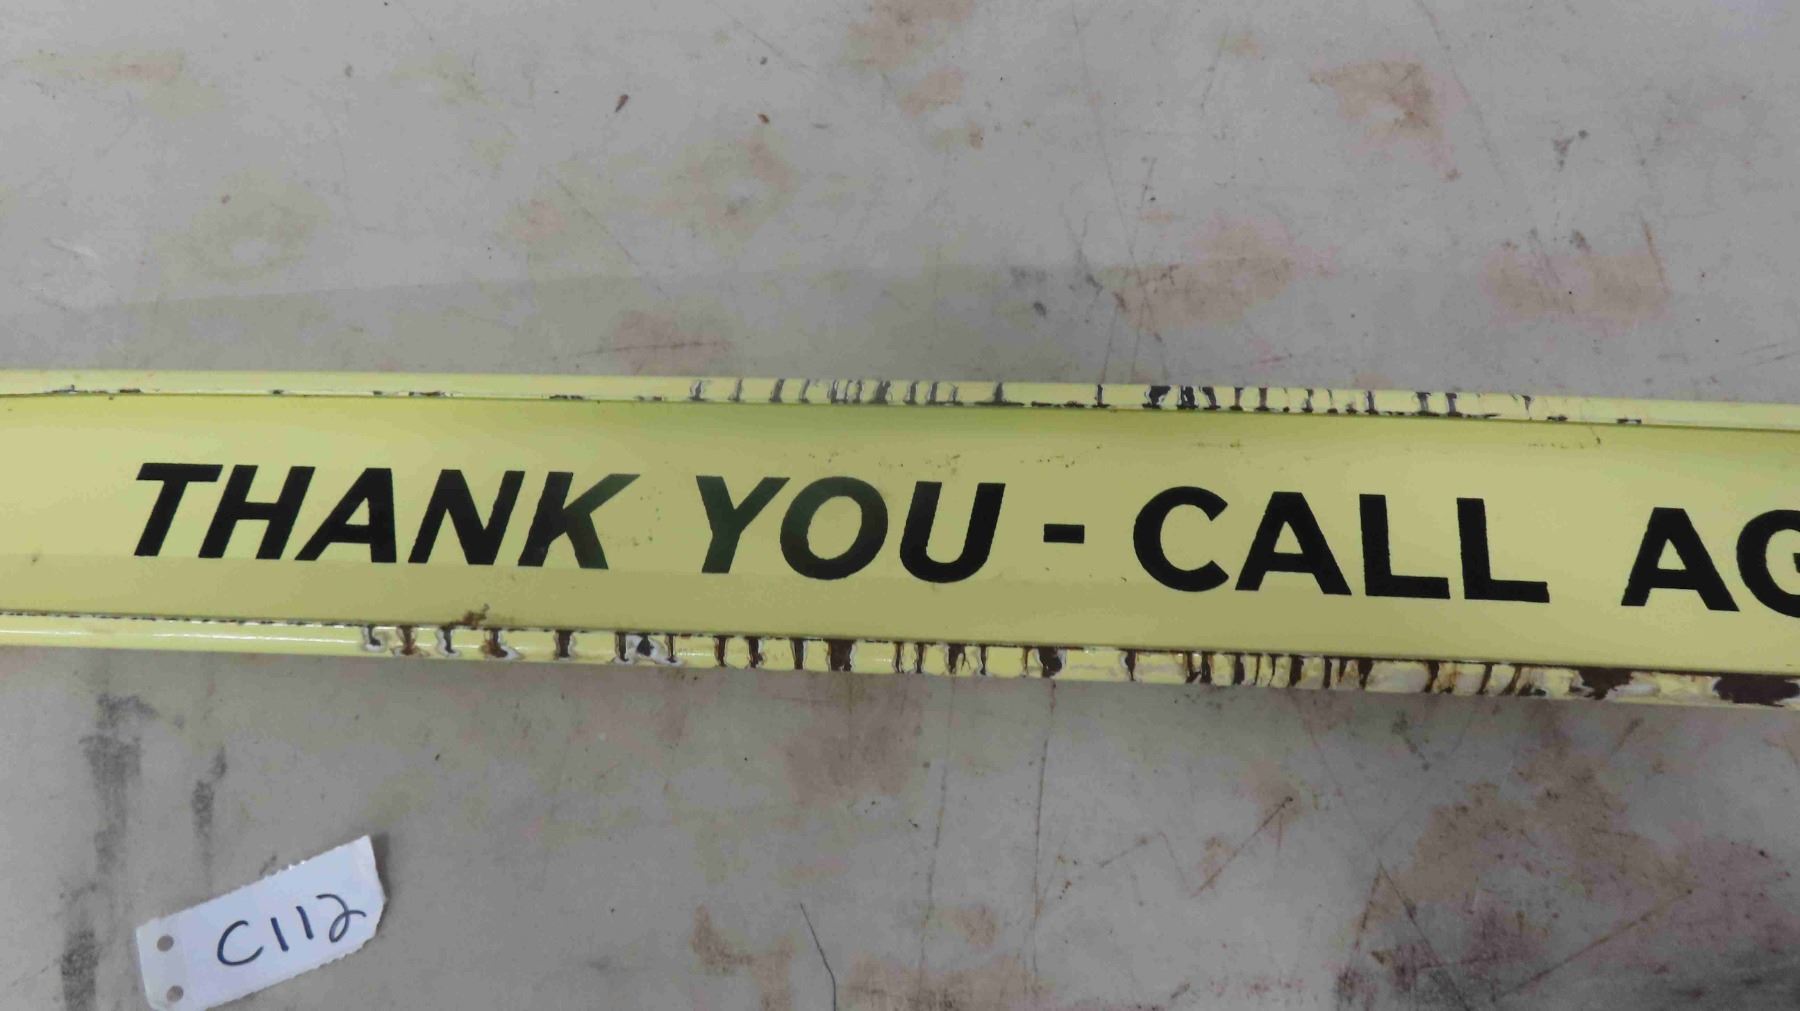 THANK YOU - CALL AG
C112